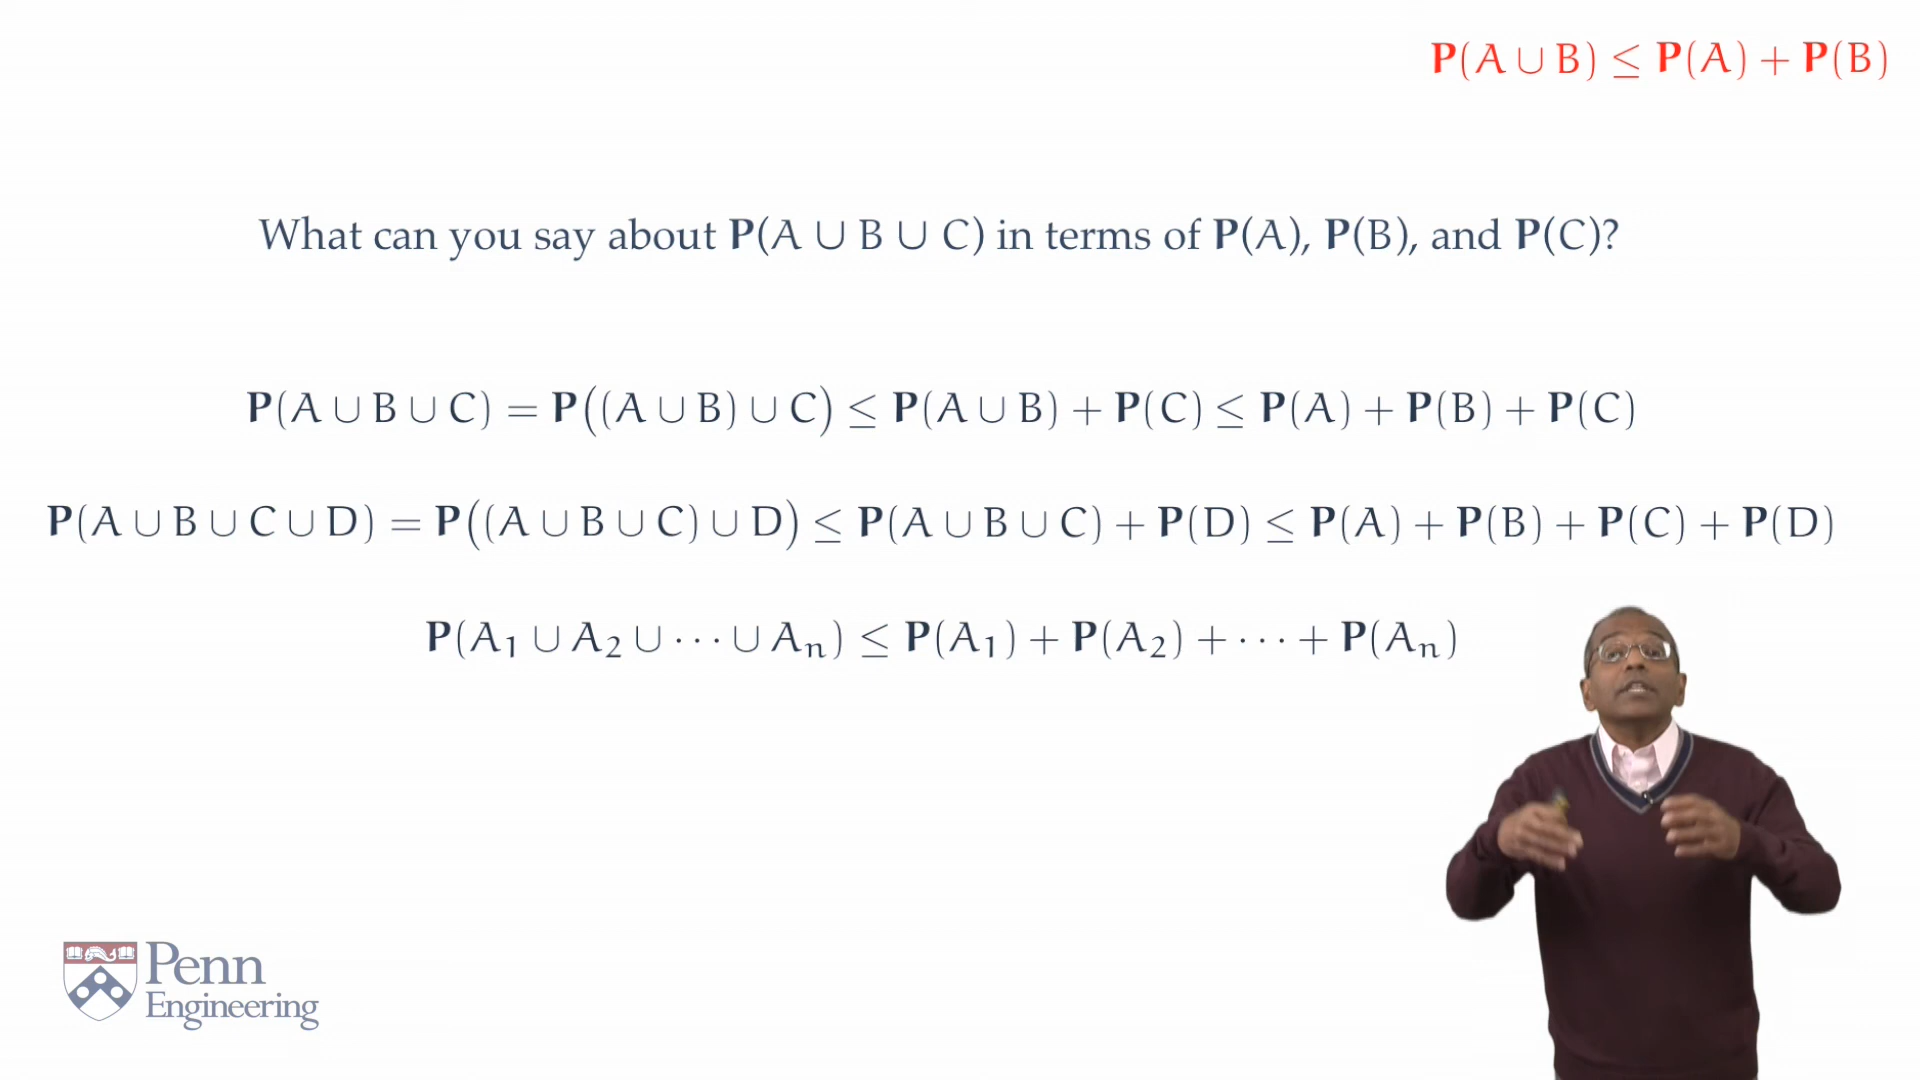 P(A ∪ B) ≤ P(A) + P(B)
What can you say about P(A ∪ B ∪ C) in terms of P(A), P(B), and P(C)?
P(A ∪ B ∪ C) = P((A ∪ B) ∪ C) ≤ P(A ∪ B) + P(C) ≤ P(A) + P(B) + P(C)
P(A ∪ B ∪ C ∪ D) = P((A ∪ B ∪ C) ∪ D) ≤ P(A ∪ B ∪ C) + P(D) ≤ P(A) + P(B) + P(C) + P(D)
P(A₁ ∪ A₂ ∪ ··· ∪ Aₙ) ≤ P(A₁) + P(A₂) + ··· + P(Aₙ)
Penn
Engineering